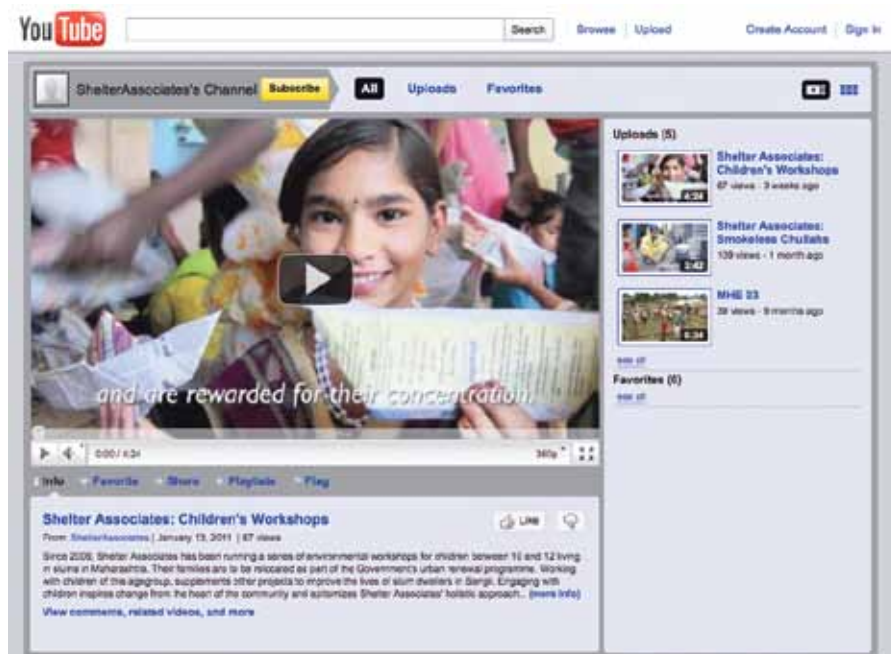 YouTube
Search Browse Upload Create Account Sign In
ShelterAssociates's Channel Subscribe All Uploads Favorites
Uploads (5)
Shelter Associates:
Children's Workshops
67 views - 3 weeks ago
4:24
Shelter Associates:
Smokeless Chullahs
139 views - 1 month ago
MHE 03
39 views - 9 months ago
see all
Favorites (6)
see all
and are rewarded for their concentration.
0:00 / 4:24 360p
Info Favorite Share Playlists Flag
Shelter Associates: Children's Workshops Like
From: ShelterAssociates | January 13, 2011 | 67 views
Since 2008, Shelter Associates has been running a series of environmental workshops for children between 10 and 12 living
in slums in Maharashtra. Their families are to be relocated as part of the Government's urban renewal programme. Working
with children of this agegroup, supplements other projects to improve the lives of slum dwellers in Sangli. Engaging with
children inspires change from the heart of the community and epitomizes Shelter Associates' holistic approach... (more info)
View comments, related videos, and more